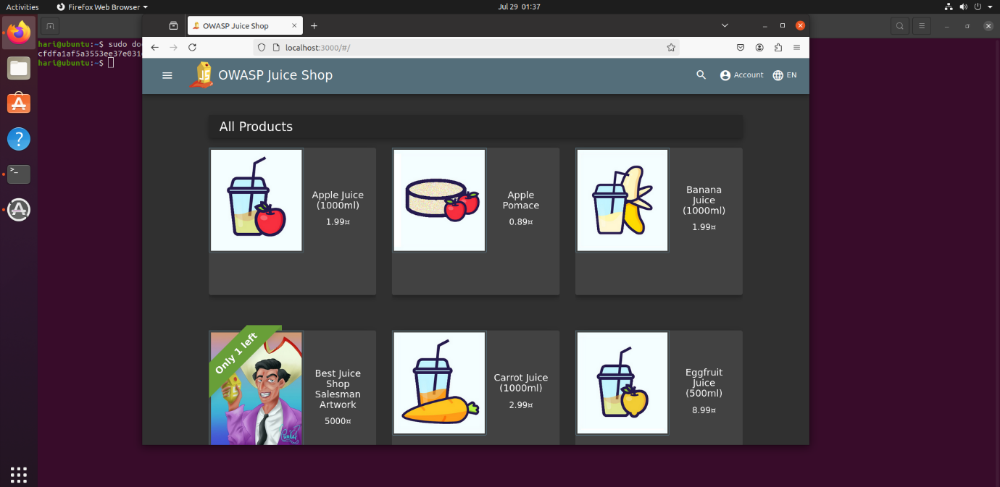 Activities
Firefox Web Browser
Jul 29 01:37
hari@ubuntu:~$ sudo
cfdfa1af5a3553ee37e031
hari@ubuntu:~$
OWASP Juice Shop
localhost:3000/#/
OWASP Juice Shop
Account
EN
All Products
Apple Juice
(1000ml)
1.99¤
Apple
Pomace
0.89¤
Banana
Juice
(1000ml)
1.99¤
Only 1 left
Best Juice
Shop
Salesman
Artwork
5000¤
Carrot Juice
(1000ml)
2.99¤
Eggfruit
Juice
(500ml)
8.99¤